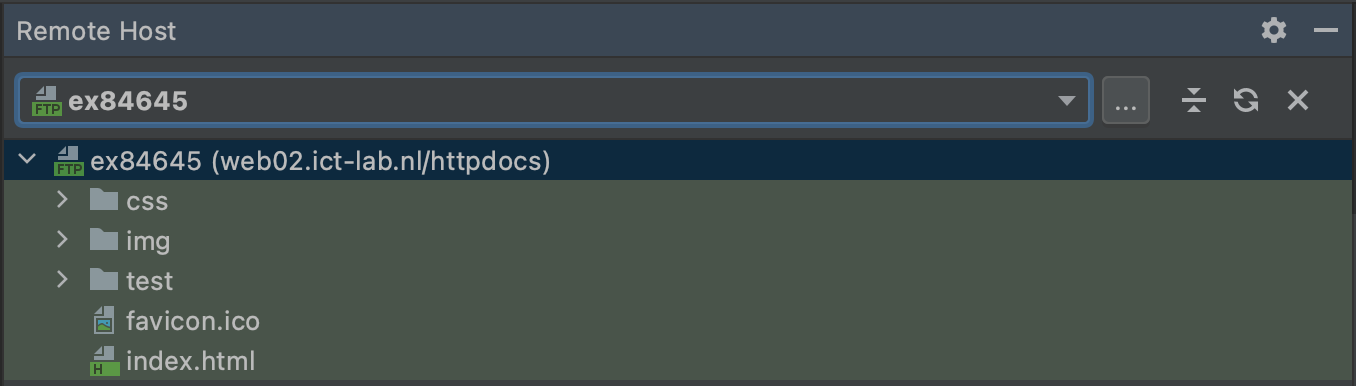 Remote Host
FTP ex84645 ...
FTP ex84645 (web02.ict-lab.nl/httpdocs)
css
img
test
favicon.ico
H index.html